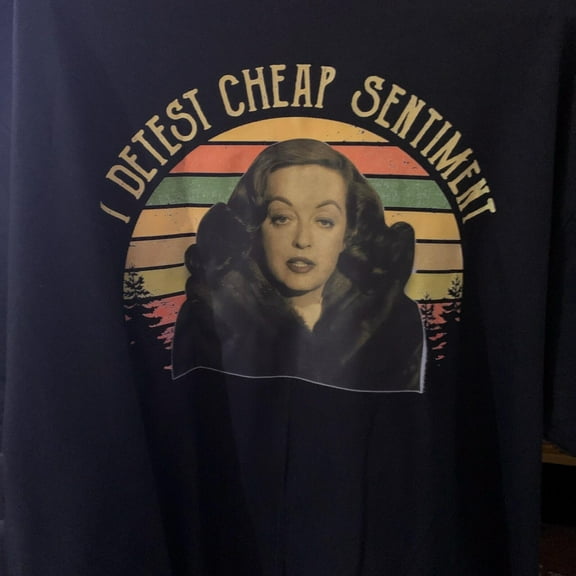 I DETEST CHEAP SENTIMENT